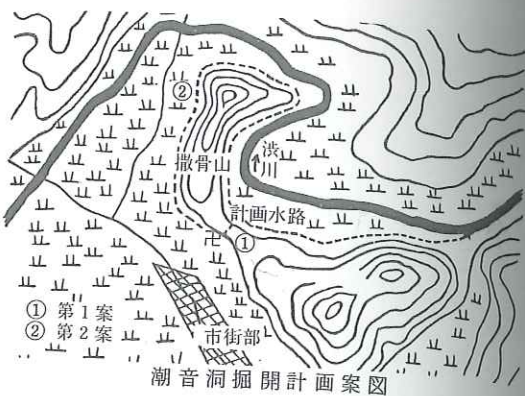 ②
撒骨山
渋川
計画水路
卍 ①
① 第1案
② 第2案
市街部
潮音洞掘開計画案図